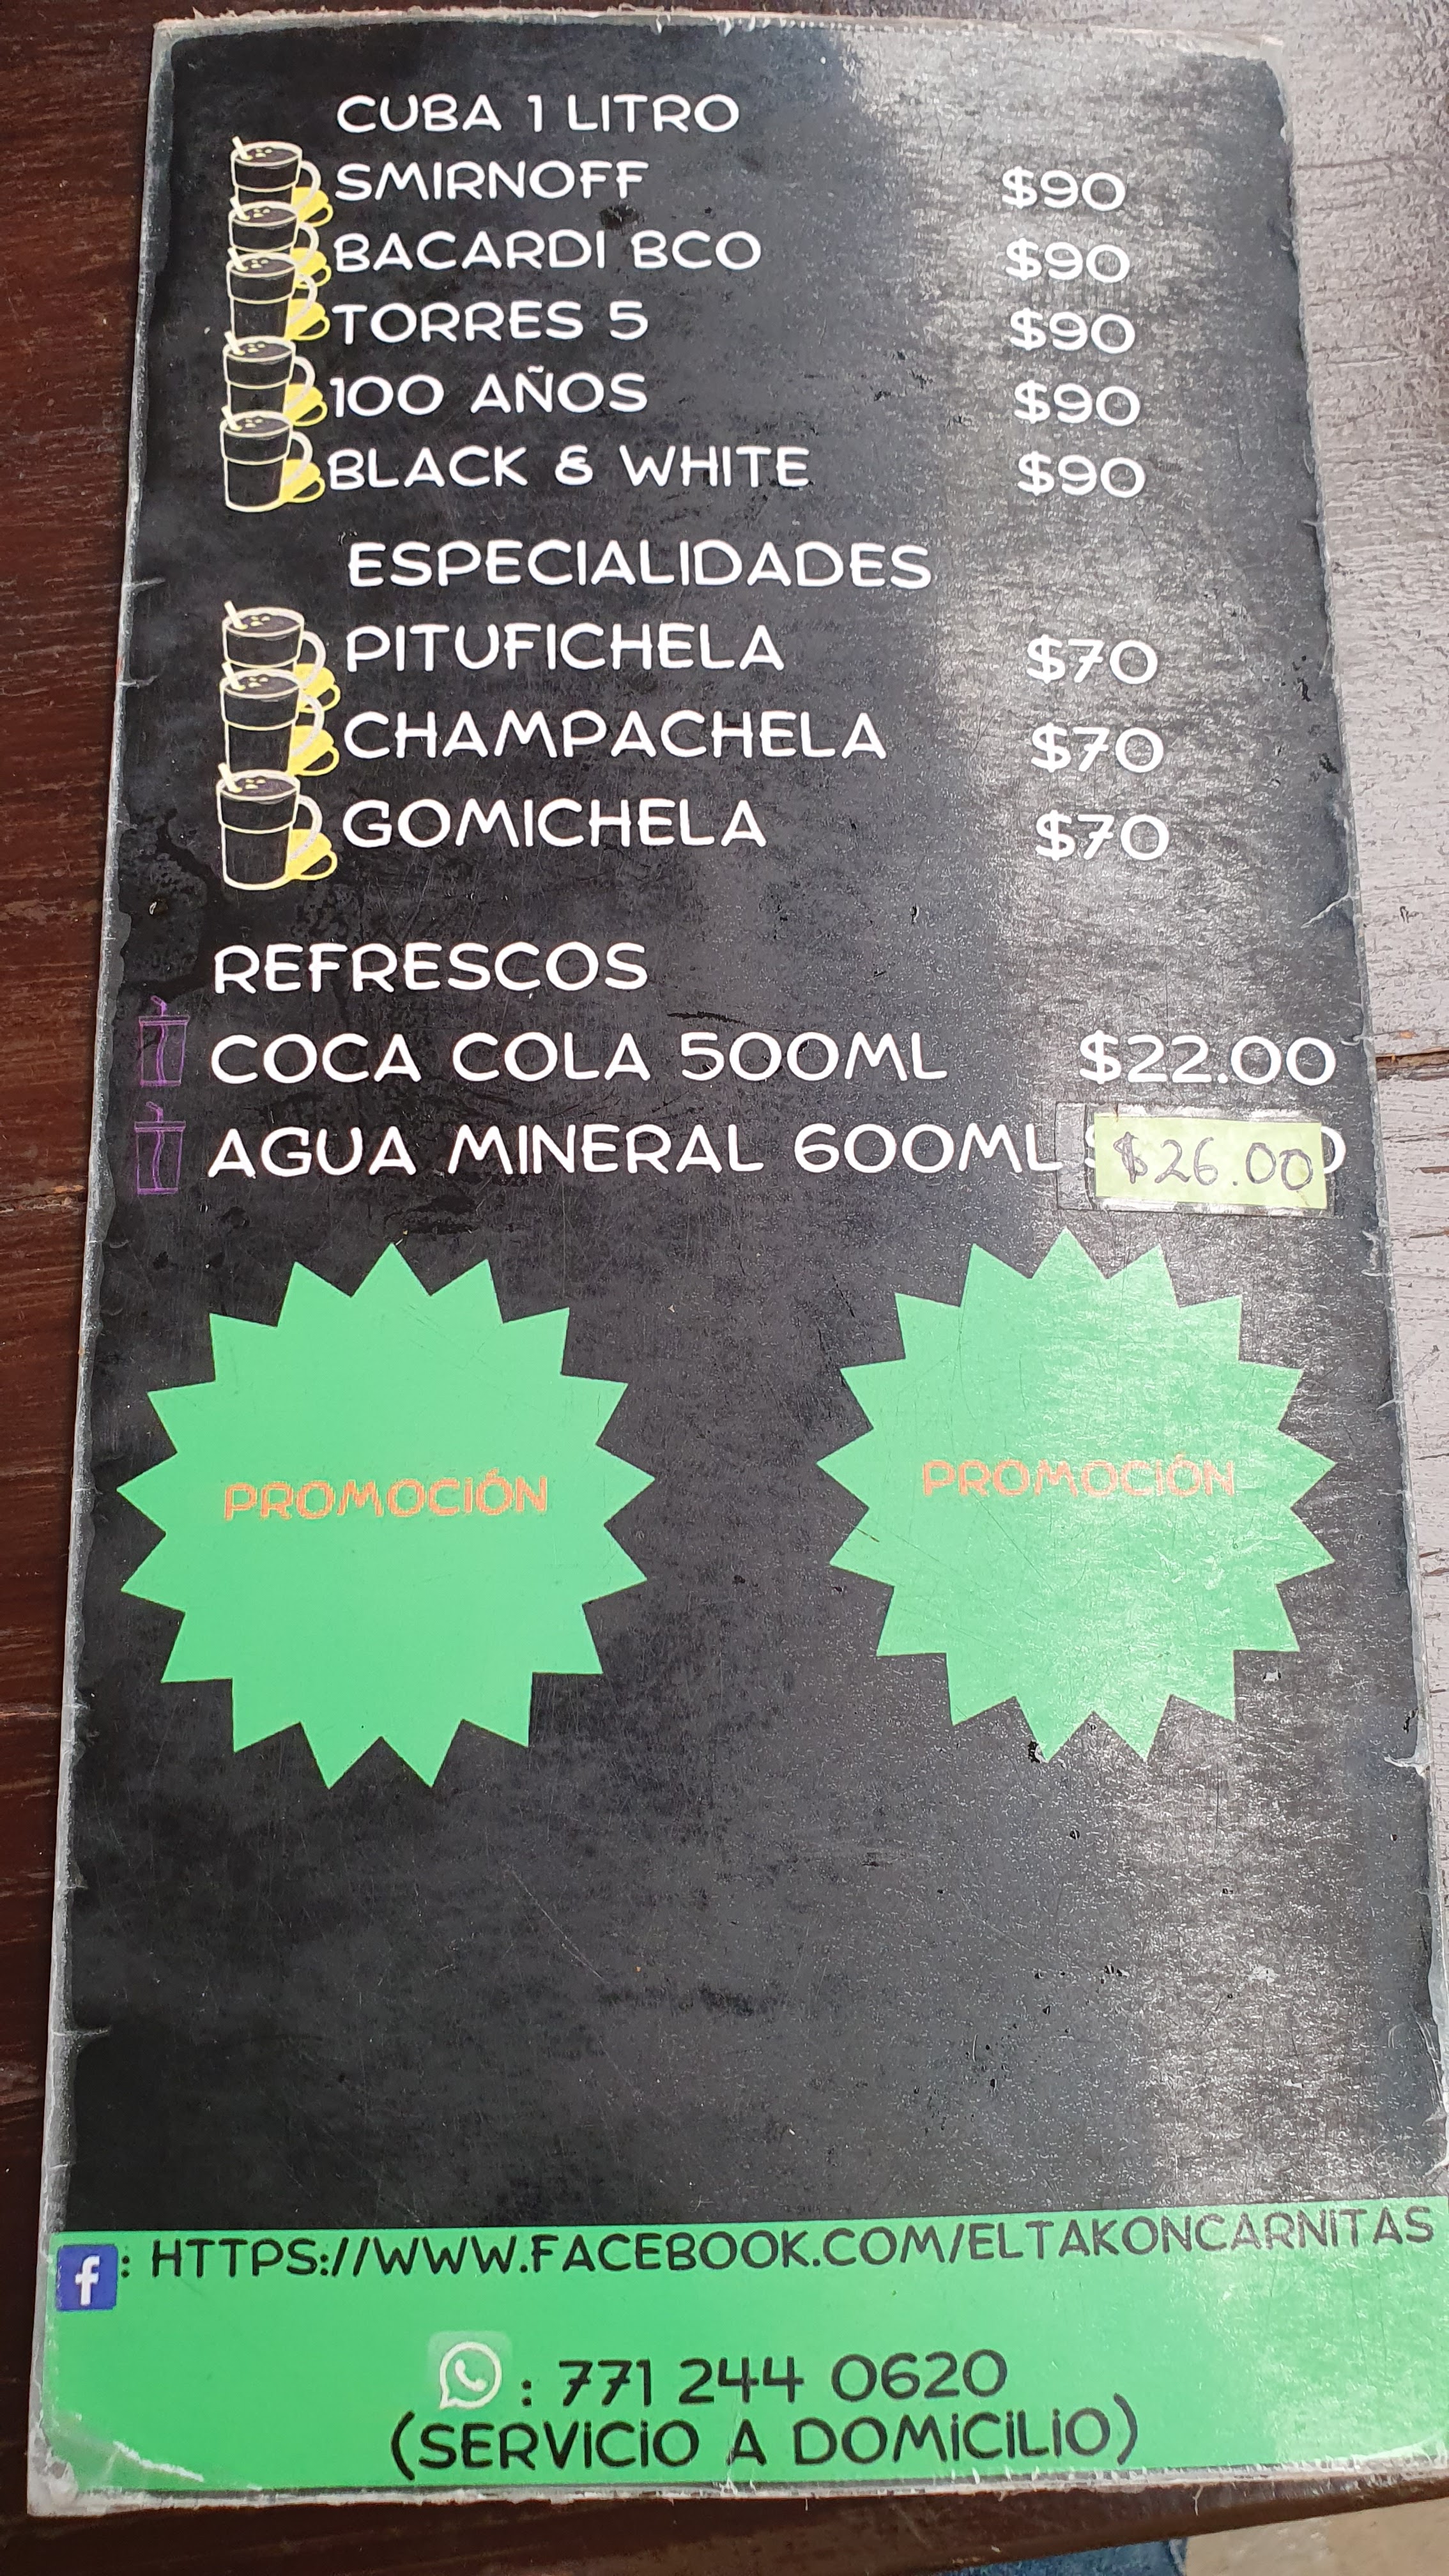 CUBA 1 LITRO
SMIRNOFF $90
BACARDI BCO $90
TORRES 5 $90
100 AÑOS $90
BLACK & WHITE $90
ESPECIALIDADES
PITUFICHELA $70
CHAMPACHELA $70
GOMICHELA $70
REFRESCOS
COCA COLA 500ML $22.00
AGUA MINERAL 600ML $26.00
PROMOCIÓN PROMOCIÓN
f : HTTPS://WWW.FACEBOOK.COM/ELTAKONCARNITAS
: 771 244 0620
(SERVICIO A DOMICILIO)